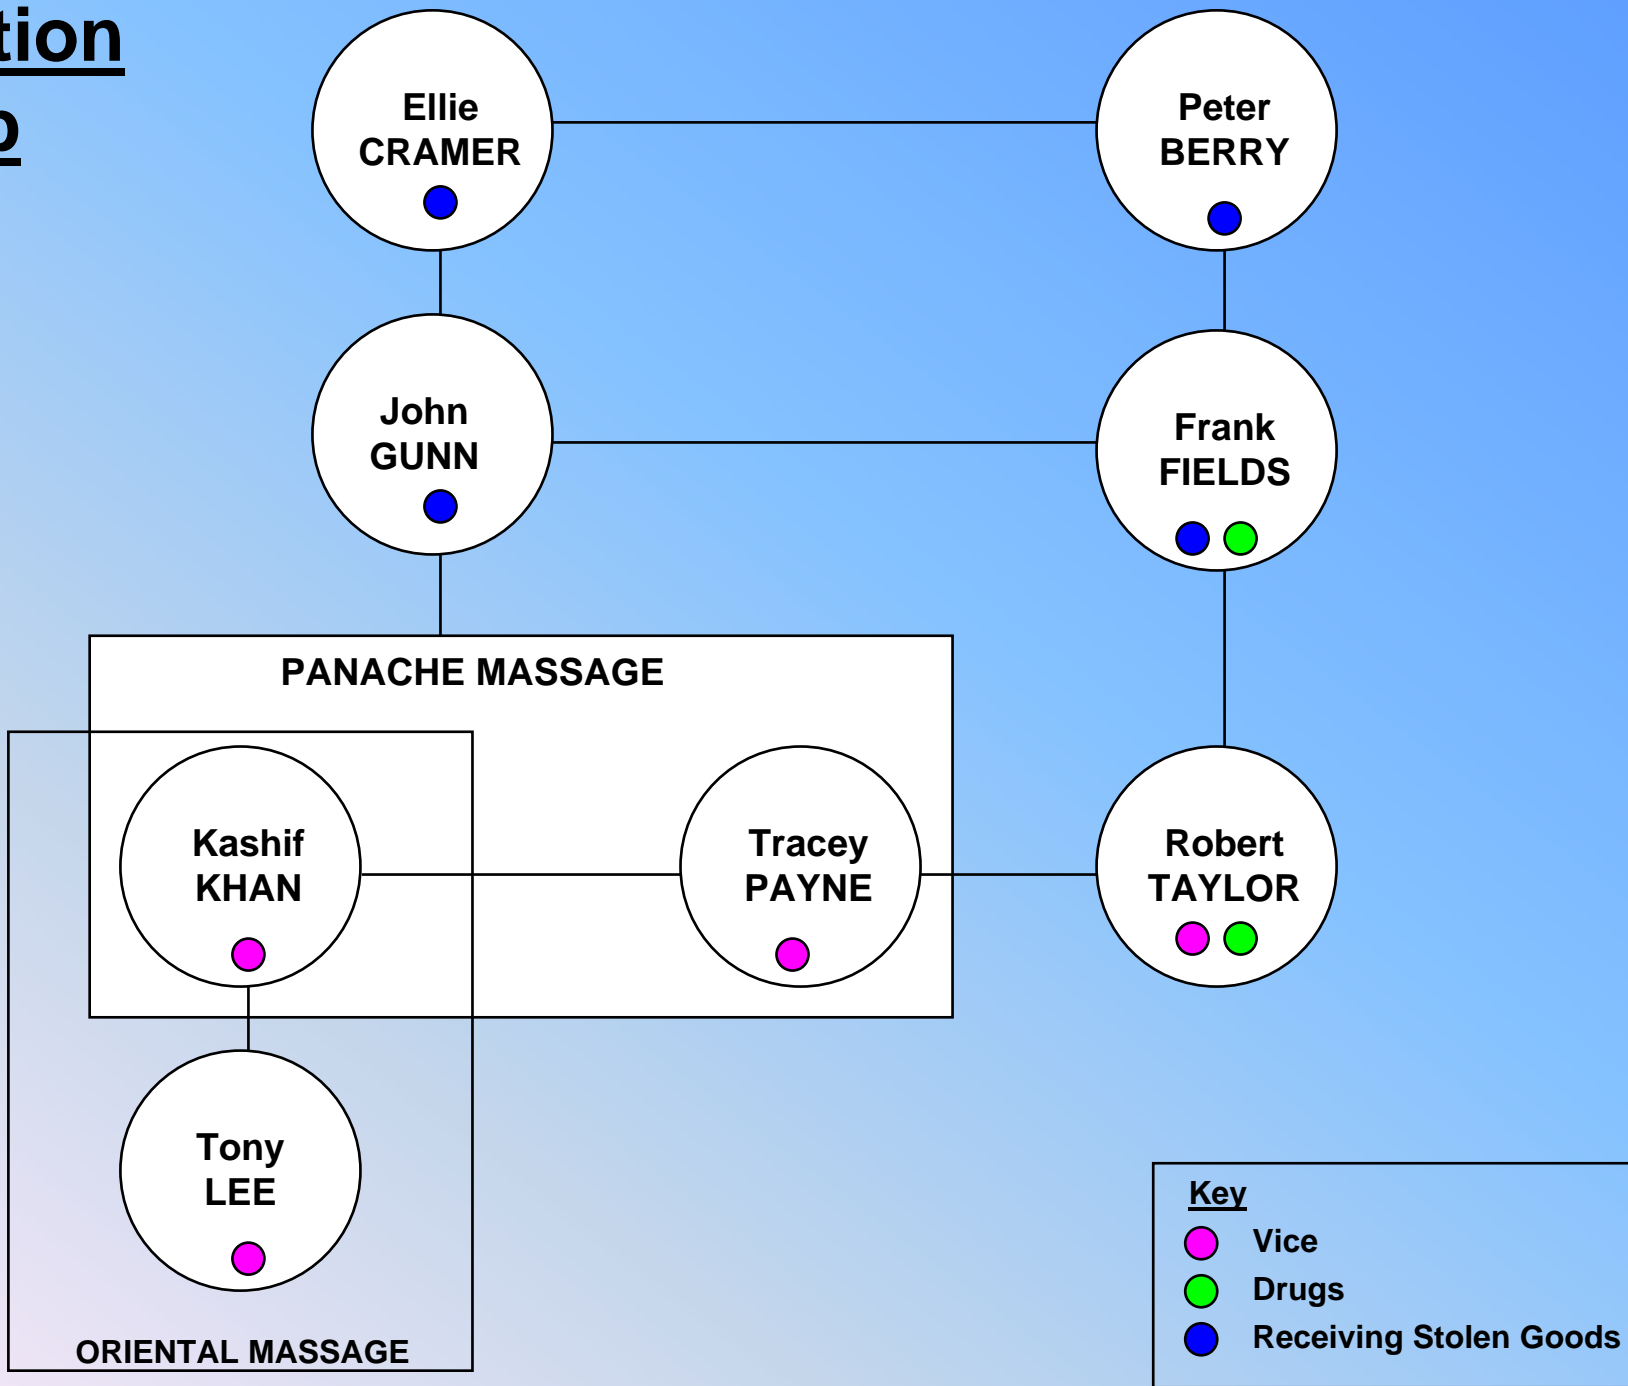 tion
Ellie
CRAMER
Peter
BERRY
John
GUNN
Frank
FIELDS
PANACHE MASSAGE
Kashif
KHAN
Tracey
PAYNE
Robert
TAYLOR
Tony
LEE
ORIENTAL MASSAGE
Key
Vice
Drugs
Receiving Stolen Goods